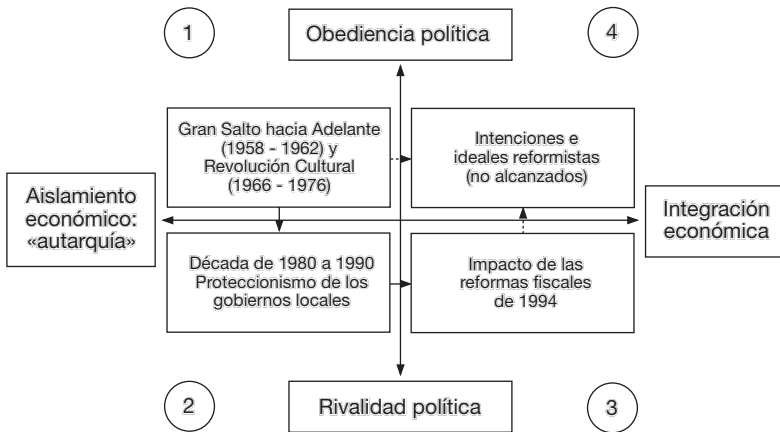 1
Obediencia política
4
Gran Salto hacia Adelante
(1958 - 1962) y
Revolución Cultural
(1966 - 1976)
Intenciones e
ideales reformistas
(no alcanzados)
Aislamiento
económico:
«autarquía»
Integración
económica
Década de 1980 a 1990
Proteccionismo de los
gobiernos locales
Impacto de las
reformas fiscales
de 1994
2
Rivalidad política
3